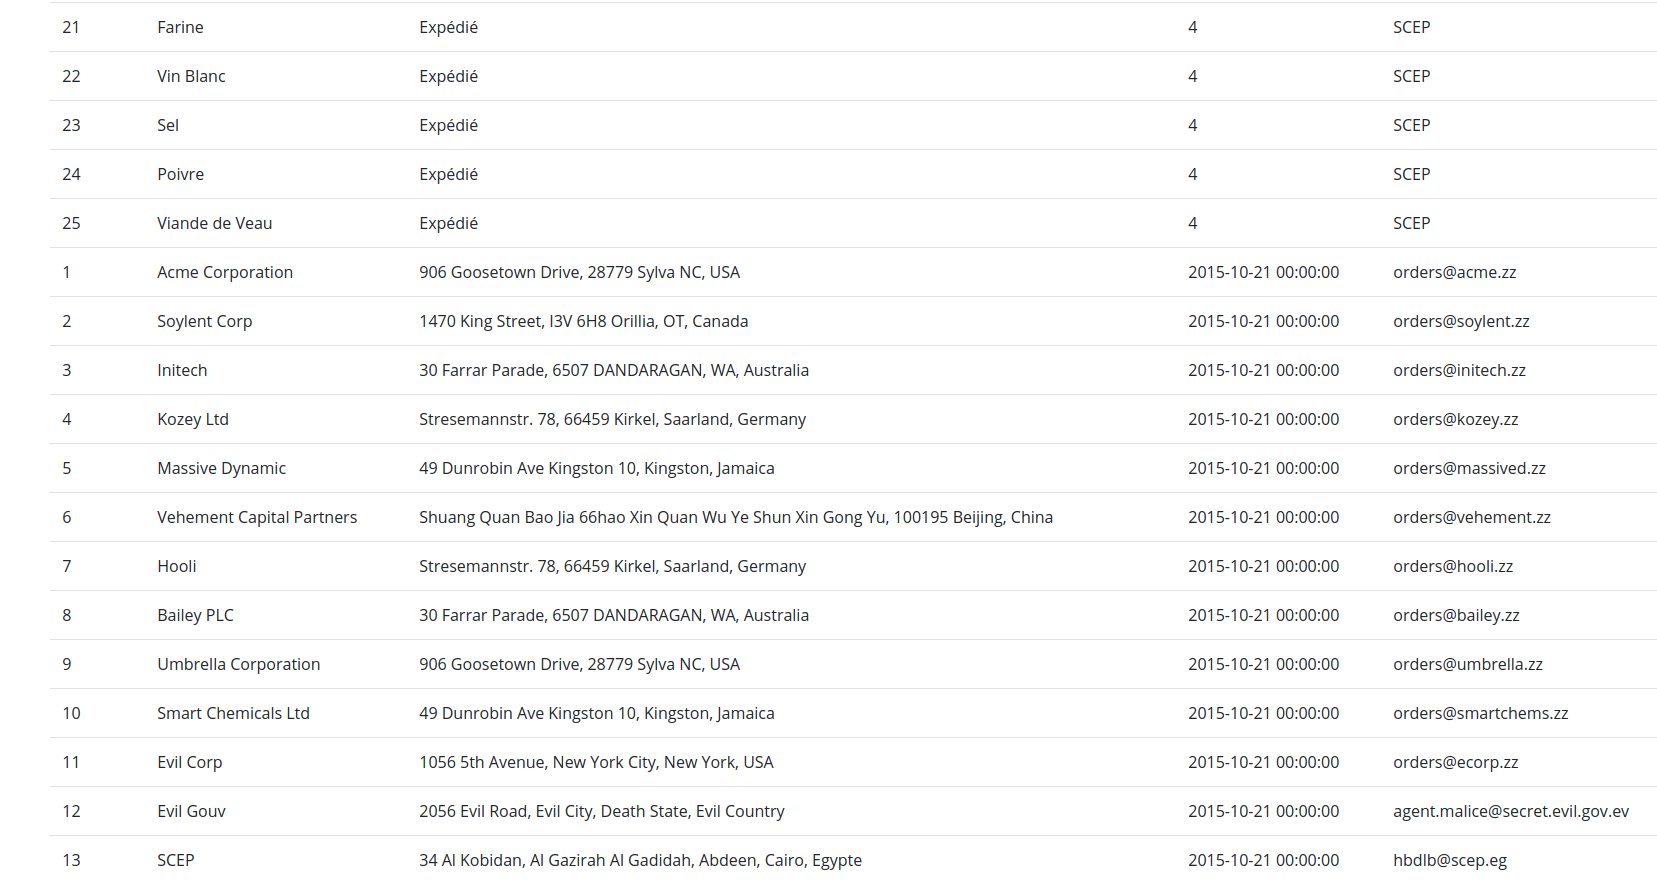 21 Farine Expédié 4 SCEP
22 Vin Blanc Expédié 4 SCEP
23 Sel Expédié 4 SCEP
24 Poivre Expédié 4 SCEP
25 Viande de Veau Expédié 4 SCEP
1 Acme Corporation 906 Goosetown Drive, 28779 Sylva NC, USA 2015-10-21 00:00:00 orders@acme.zz
2 Soylent Corp 1470 King Street, I3V 6H8 Orillia, OT, Canada 2015-10-21 00:00:00 orders@soylent.zz
3 Initech 30 Farrar Parade, 6507 DANDARAGAN, WA, Australia 2015-10-21 00:00:00 orders@initech.zz
4 Kozey Ltd Stresemannstr. 78, 66459 Kirkel, Saarland, Germany 2015-10-21 00:00:00 orders@kozey.zz
5 Massive Dynamic 49 Dunrobin Ave Kingston 10, Kingston, Jamaica 2015-10-21 00:00:00 orders@massived.zz
6 Vehement Capital Partners Shuang Quan Bao Jia 66hao Xin Quan Wu Ye Shun Xin Gong Yu, 100195 Beijing, China 2015-10-21 00:00:00 orders@vehement.zz
7 Hooli Stresemannstr. 78, 66459 Kirkel, Saarland, Germany 2015-10-21 00:00:00 orders@hooli.zz
8 Bailey PLC 30 Farrar Parade, 6507 DANDARAGAN, WA, Australia 2015-10-21 00:00:00 orders@bailey.zz
9 Umbrella Corporation 906 Goosetown Drive, 28779 Sylva NC, USA 2015-10-21 00:00:00 orders@umbrella.zz
10 Smart Chemicals Ltd 49 Dunrobin Ave Kingston 10, Kingston, Jamaica 2015-10-21 00:00:00 orders@smartchems.zz
11 Evil Corp 1056 5th Avenue, New York City, New York, USA 2015-10-21 00:00:00 orders@ecorp.zz
12 Evil Gouv 2056 Evil Road, Evil City, Death State, Evil Country 2015-10-21 00:00:00 agent.malice@secret.evil.gov.ev
13 SCEP 34 Al Kobidan, Al Gazirah Al Gadidah, Abdeen, Cairo, Egypte 2015-10-21 00:00:00 hbdlb@scep.eg